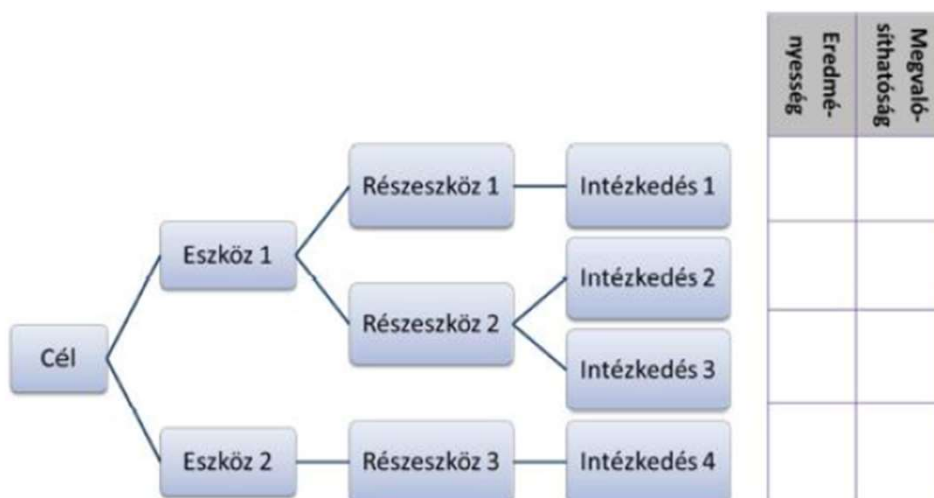 Eredmé-
nyesség
Megvaló-
síthatóság
Részeszköz 1
Intézkedés 1
Eszköz 1
Intézkedés 2
Részeszköz 2
Cél
Intézkedés 3
Eszköz 2
Részeszköz 3
Intézkedés 4